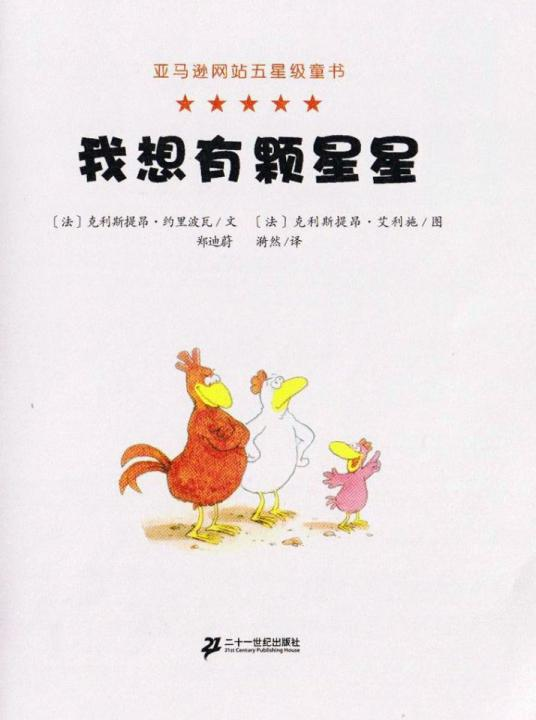 亚马逊网站五星级童书
★★★★★
我想有颗星星
［法］克利斯提昂·约里波瓦/文 ［法］克利斯提昂·艾利施/图
郑迪蔚 漪然/译
21 二十一世纪出版社
21st Century Publishing House